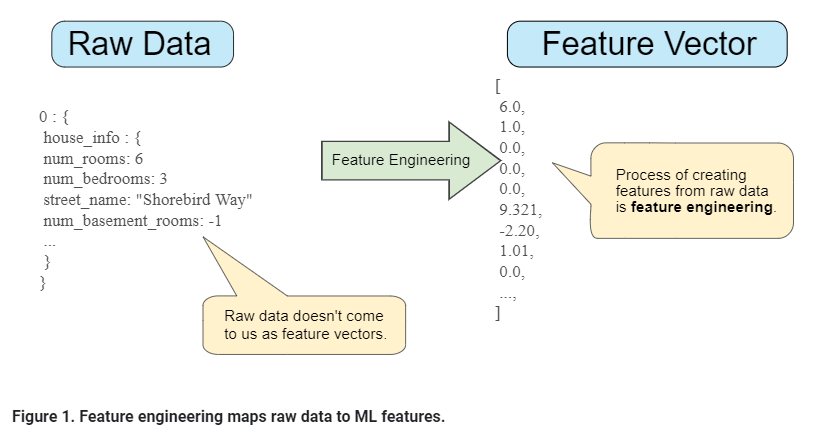 Raw Data
Feature Vector
0 : {
house_info : {
num_rooms: 6
num_bedrooms: 3
street_name: "Shorebird Way"
num_basement_rooms: -1
...
}
}
Raw data doesn't come
to us as feature vectors.
Feature Engineering
[
6.0,
1.0,
0.0,
0.0,
0.0,
9.321,
-2.20,
1.01,
0.0,
...,
]
Process of creating
features from raw data
is feature engineering.
Figure 1. Feature engineering maps raw data to ML features.